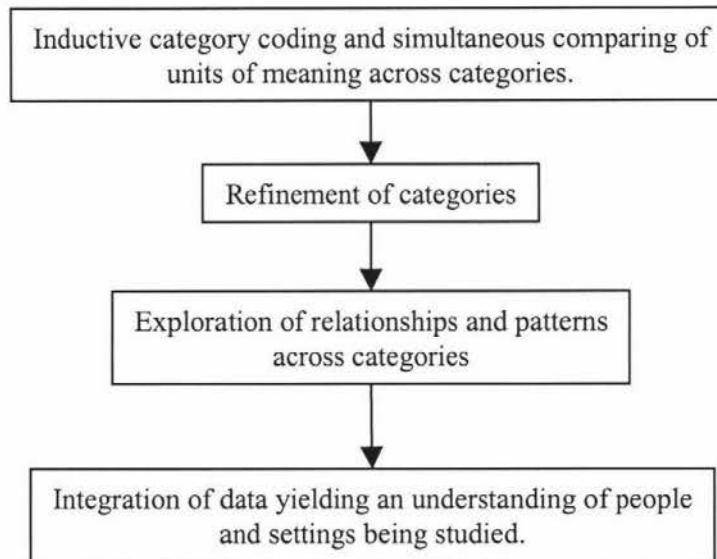 Inductive category coding and simultaneous comparing of
units of meaning across categories.
Refinement of categories
Exploration of relationships and patterns
across categories
Integration of data yielding an understanding of people
and settings being studied.